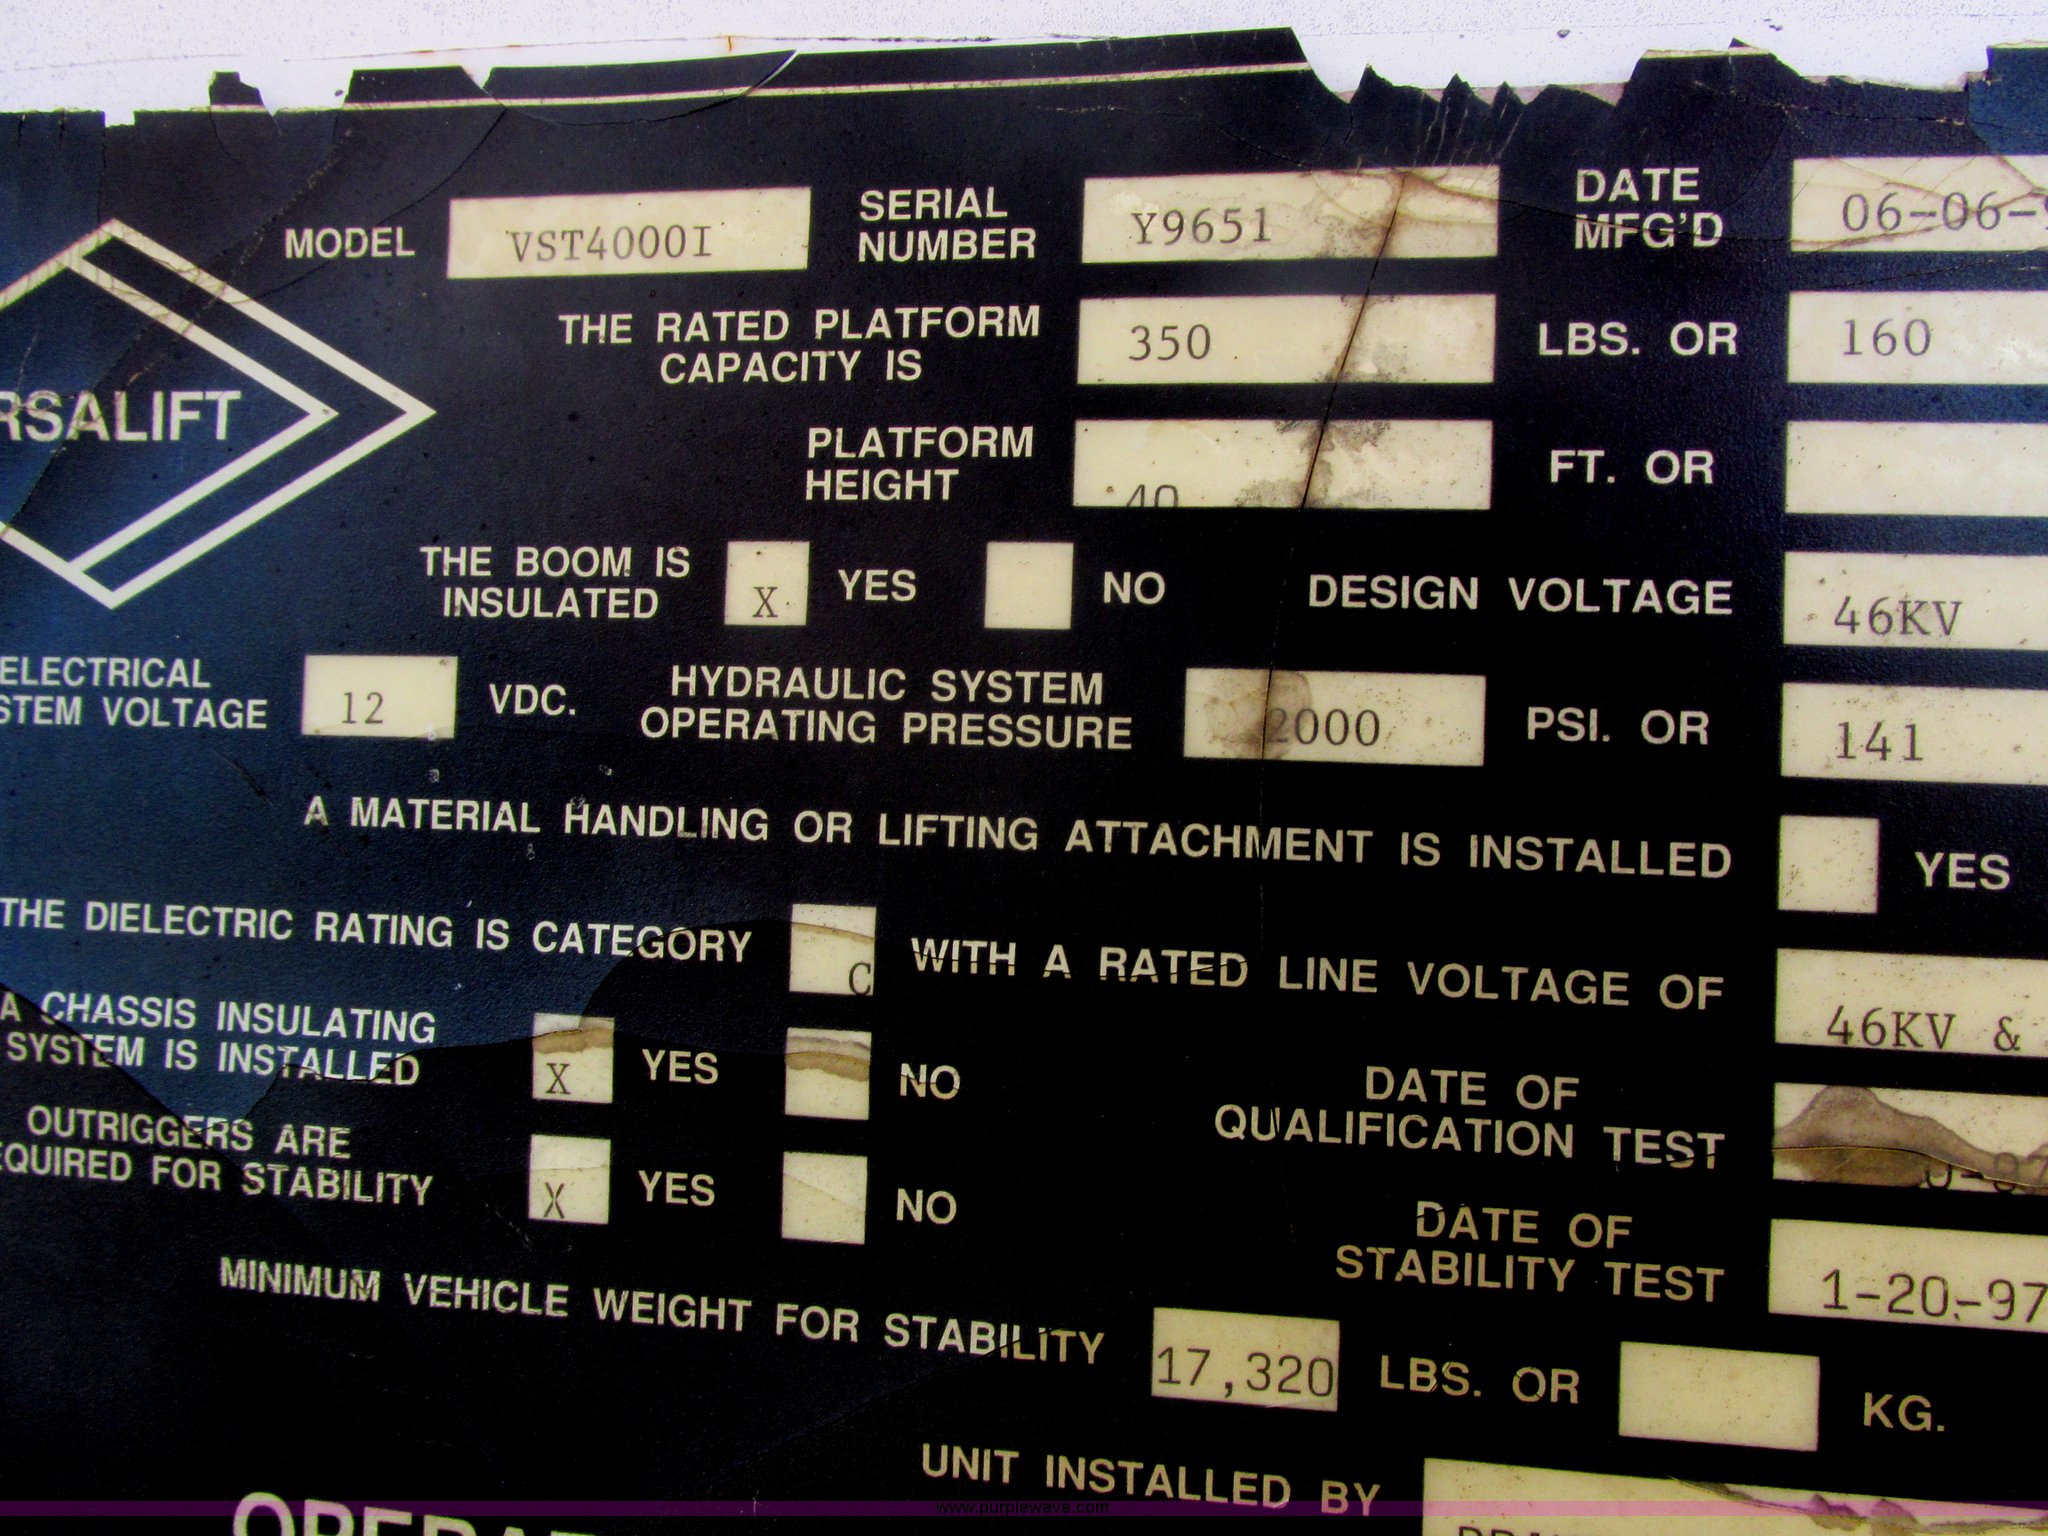 MODEL VST4000I SERIAL NUMBER Y9651 DATE MFG'D 06-06-
THE RATED PLATFORM CAPACITY IS 350 LBS. OR 160
RSALIFT
PLATFORM HEIGHT 40 FT. OR
THE BOOM IS INSULATED X YES NO DESIGN VOLTAGE 46KV
ELECTRICAL STEM VOLTAGE 12 VDC. HYDRAULIC SYSTEM OPERATING PRESSURE 2000 PSI. OR 141
A MATERIAL HANDLING OR LIFTING ATTACHMENT IS INSTALLED YES
THE DIELECTRIC RATING IS CATEGORY C WITH A RATED LINE VOLTAGE OF 46KV &
A CHASSIS INSULATING SYSTEM IS INSTALLED X YES NO
DATE OF QUALIFICATION TEST -97
OUTRIGGERS ARE EQUIRED FOR STABILITY X YES NO
DATE OF STABILITY TEST 1-20-97
MINIMUM VEHICLE WEIGHT FOR STABILITY 17,320 LBS. OR KG.
UNIT INSTALLED BY
www.purplewave.com